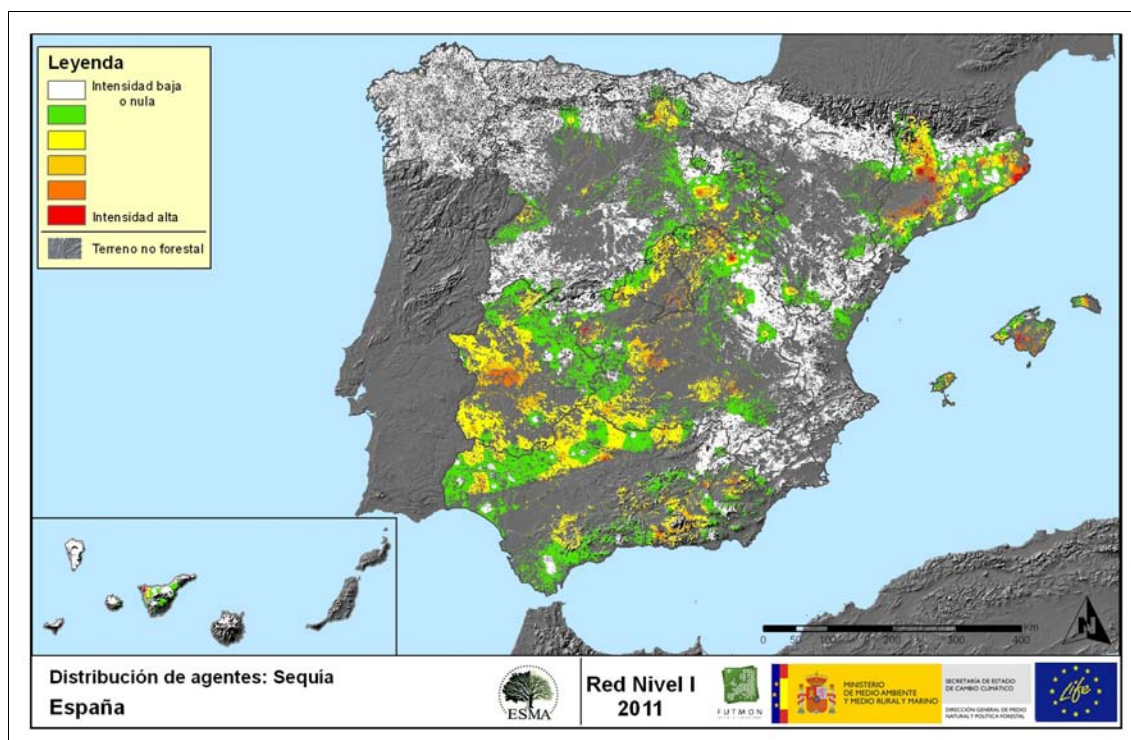 Leyenda
Intensidad baja
o nula
Intensidad alta
Terreno no forestal
Km
0 50 100 200 300 400
N
Distribución de agentes: Sequía
España
ESMA
Red Nivel I
2011
FUTMON
MINISTERIO
DE MEDIO AMBIENTE
Y MEDIO RURAL Y MARINO
SECRETARÍA DE ESTADO
DE CAMBIO CLIMÁTICO
DIRECCIÓN GENERAL DE MEDIO
NATURAL Y POLÍTICA FORESTAL
Life